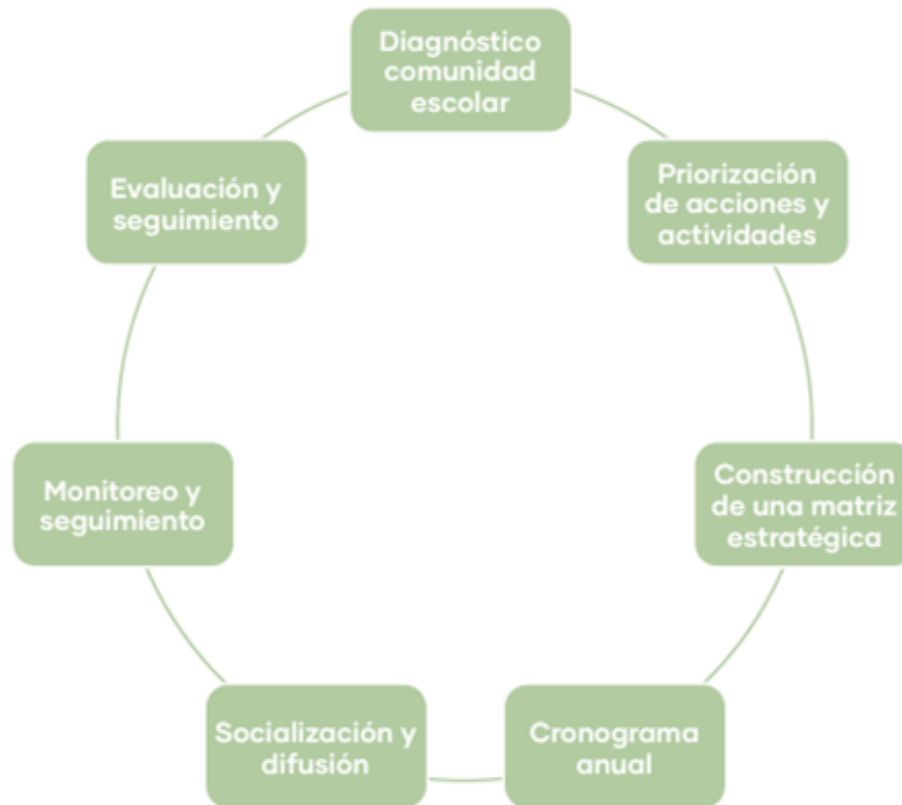 Diagnóstico
comunidad
escolar
Priorización
de acciones y
actividades
Construcción
de una matriz
estratégica
Cronograma
anual
Socialización y
difusión
Monitoreo y
seguimiento
Evaluación y
seguimiento